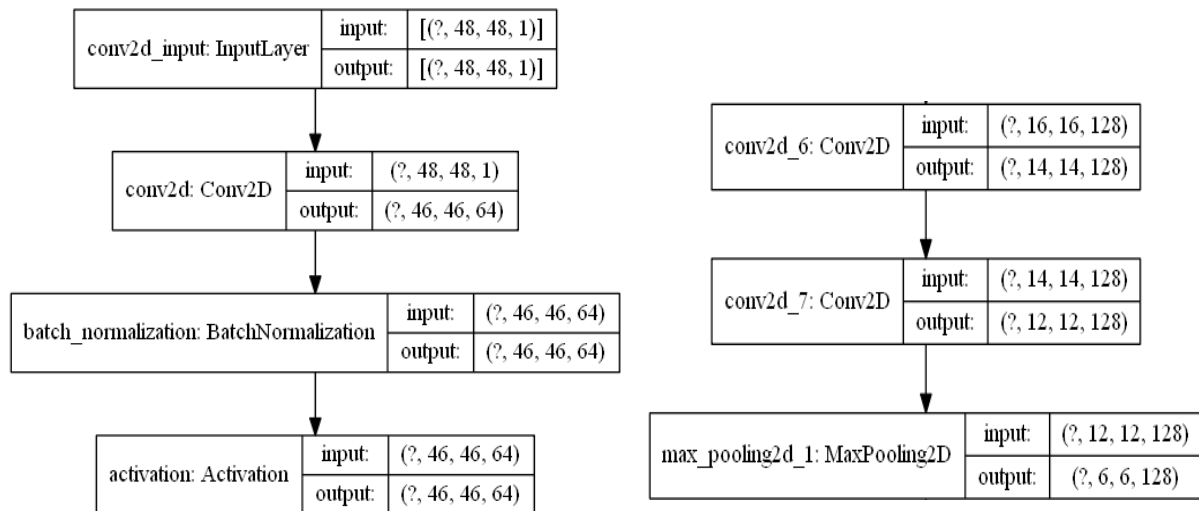 conv2d_input: InputLayer
input: [(?, 48, 48, 1)]
output: [(?, 48, 48, 1)]
conv2d: Conv2D
input: (?, 48, 48, 1)
output: (?, 46, 46, 64)
batch_normalization: BatchNormalization
input: (?, 46, 46, 64)
output: (?, 46, 46, 64)
activation: Activation
input: (?, 46, 46, 64)
output: (?, 46, 46, 64)
conv2d_6: Conv2D
input: (?, 16, 16, 128)
output: (?, 14, 14, 128)
conv2d_7: Conv2D
input: (?, 14, 14, 128)
output: (?, 12, 12, 128)
max_pooling2d_1: MaxPooling2D
input: (?, 12, 12, 128)
output: (?, 6, 6, 128)